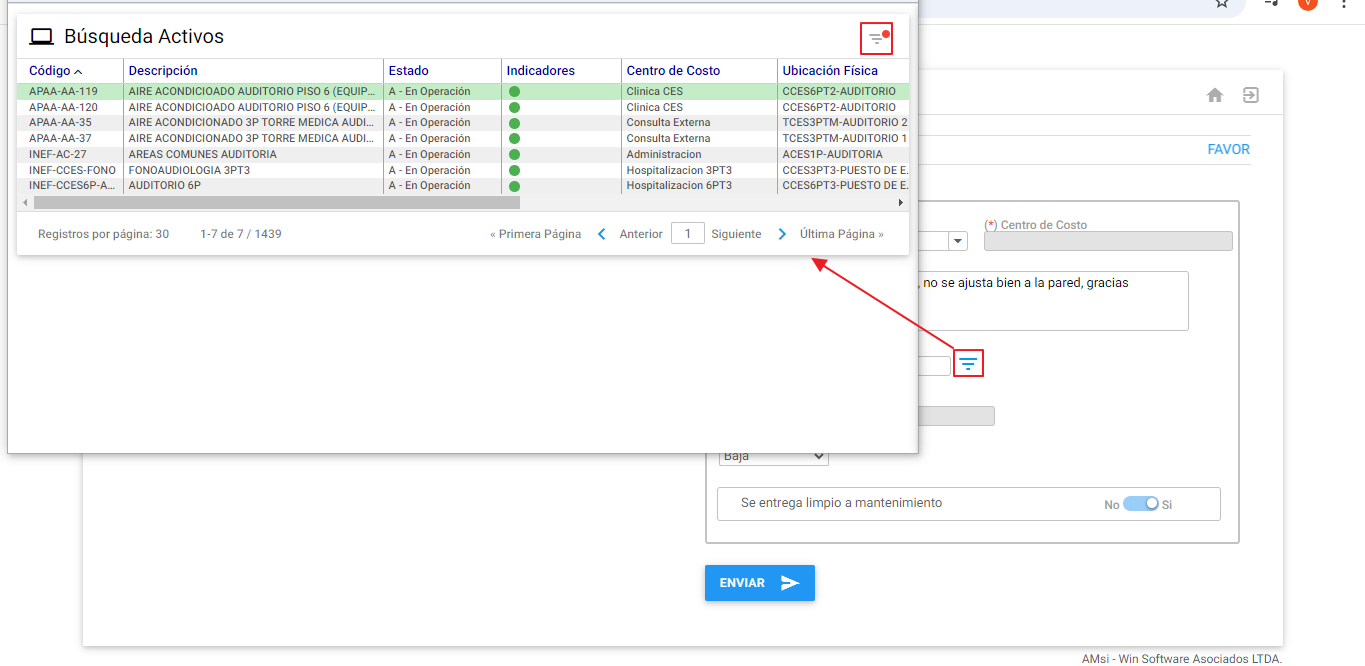 Búsqueda Activos
Código Descripción Estado Indicadores Centro de Costo Ubicación Física
APAA-AA-119 AIRE ACONDICIOADO AUDITORIO PISO 6 (EQUIP... A - En Operación Clinica CES CCES6PT2-AUDITORIO
APAA-AA-120 AIRE ACONDICIOADO AUDITORIO PISO 6 (EQUIP... A - En Operación Clinica CES CCES6PT2-AUDITORIO
APAA-AA-35 AIRE ACONDICIONADO 3P TORRE MEDICA AUDI... A - En Operación Consulta Externa TCES3PTM-AUDITORIO 2
APAA-AA-37 AIRE ACONDICIONADO 3P TORRE MEDICA AUDI... A - En Operación Consulta Externa TCES3PTM-AUDITORIO 1
INEF-AC-27 AREAS COMUNES AUDITORIA A - En Operación Administracion ACES1P-AUDITORIA
INEF-CCES-FONO FONOAUDIOLOGIA 3PT3 A - En Operación Hospitalizacion 3PT3 CCES3PT3-PUESTO DE E.
INEF-CCES6P-A... AUDITORIO 6P A - En Operación Hospitalizacion 6PT3 CCES6PT3-PUESTO DE E.
Registros por página: 30 1-7 de 7 / 1439 « Primera Página Anterior 1 Siguiente Última Página »
V
FAVOR
(*) Centro de Costo
, no se ajusta bien a la pared, gracias
Baja
Se entrega limpio a mantenimiento No Si
ENVIAR
AMsi - Win Software Asociados LTDA.